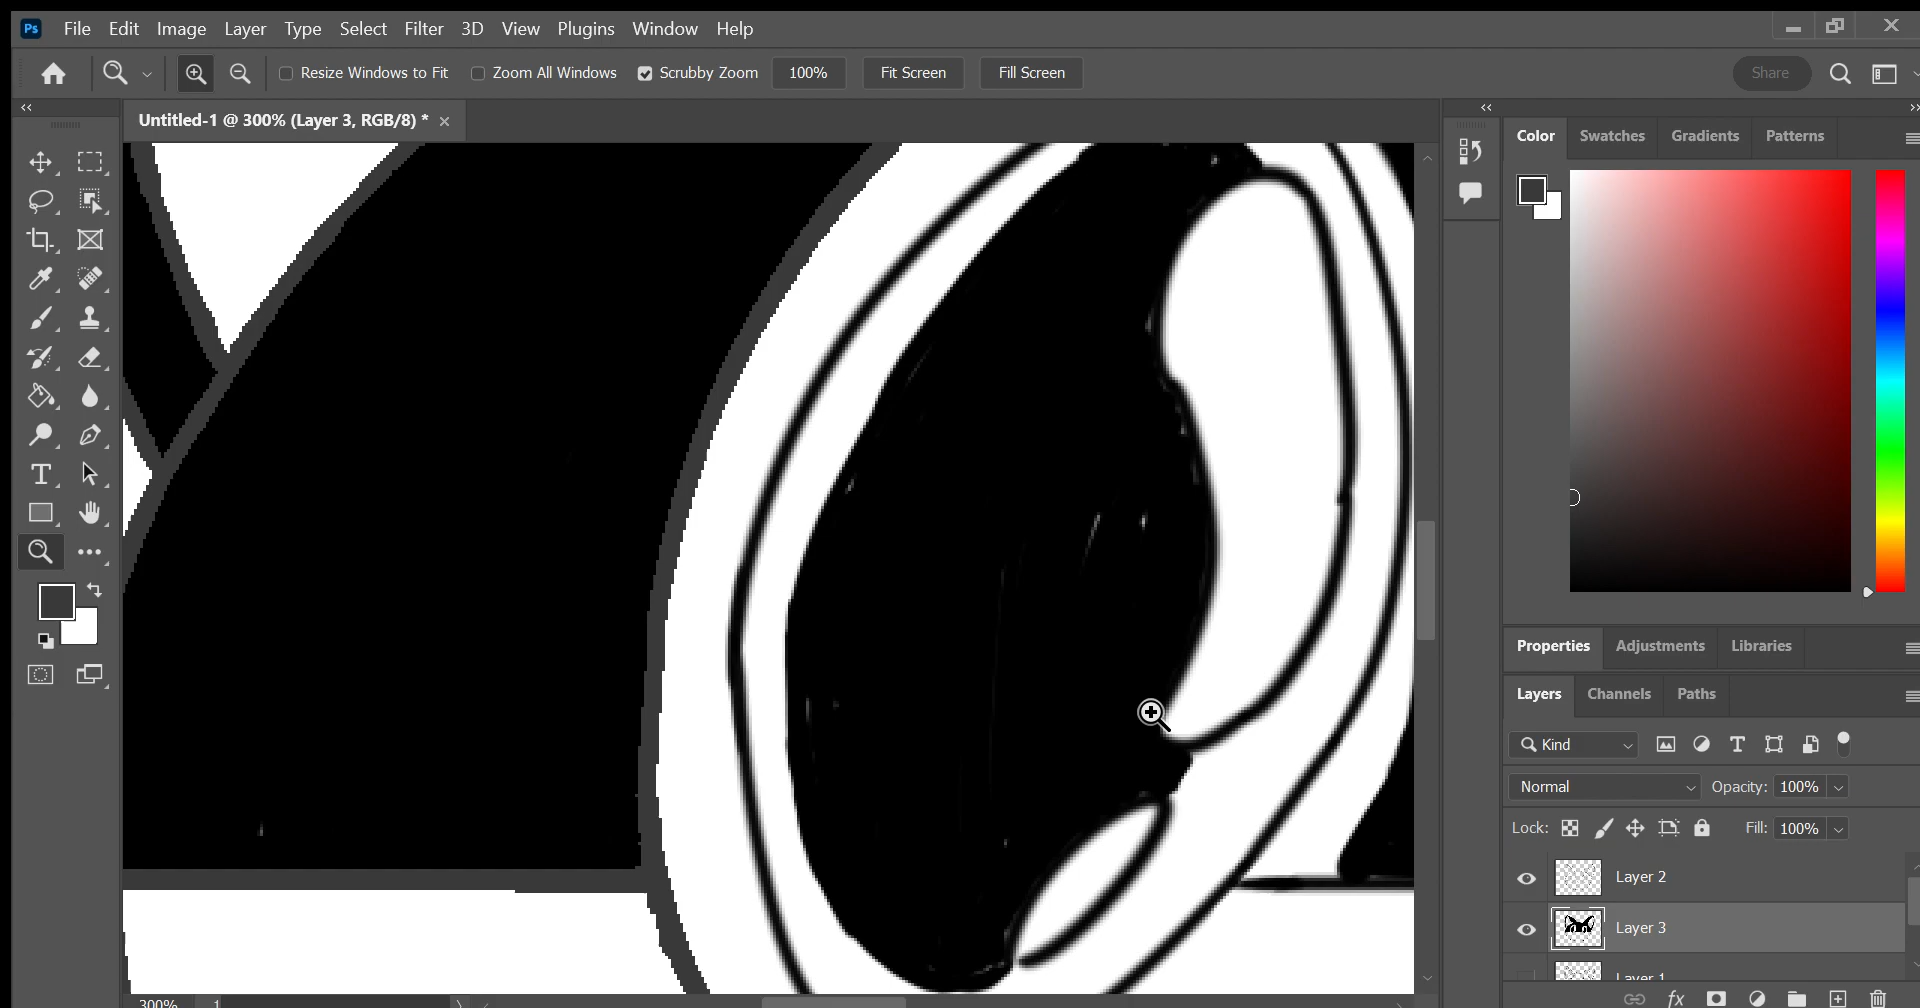 Ps File Edit Image Layer Type Select Filter 3D View Plugins Window Help
Resize Windows to Fit Zoom All Windows Scrubby Zoom 100% Fit Screen Fill Screen Share
Untitled-1 @ 300% (Layer 3, RGB/8) *
Color Swatches Gradients Patterns
Properties Adjustments Libraries
Layers Channels Paths
Kind
Normal Opacity: 100%
Lock: Fill: 100%
Layer 2
Layer 3
Layer 1
300% 1